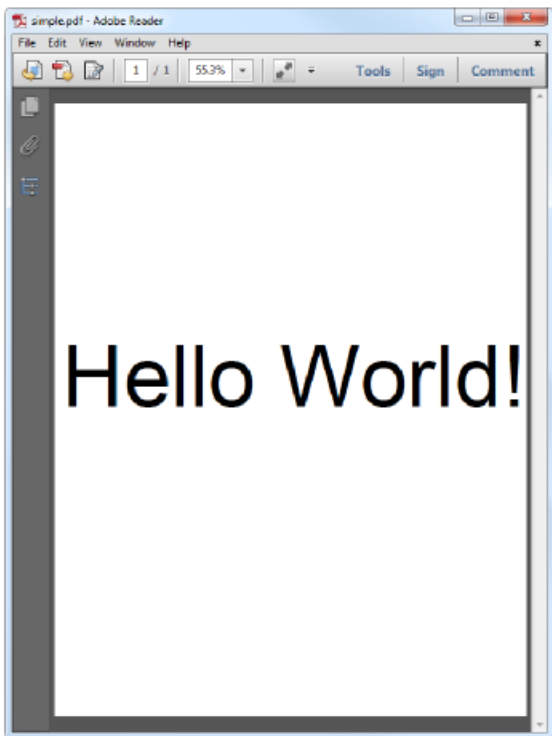 simple.pdf - Adobe Reader
File Edit View Window Help
1 / 1 55.3% Tools Sign Comment
Hello World!